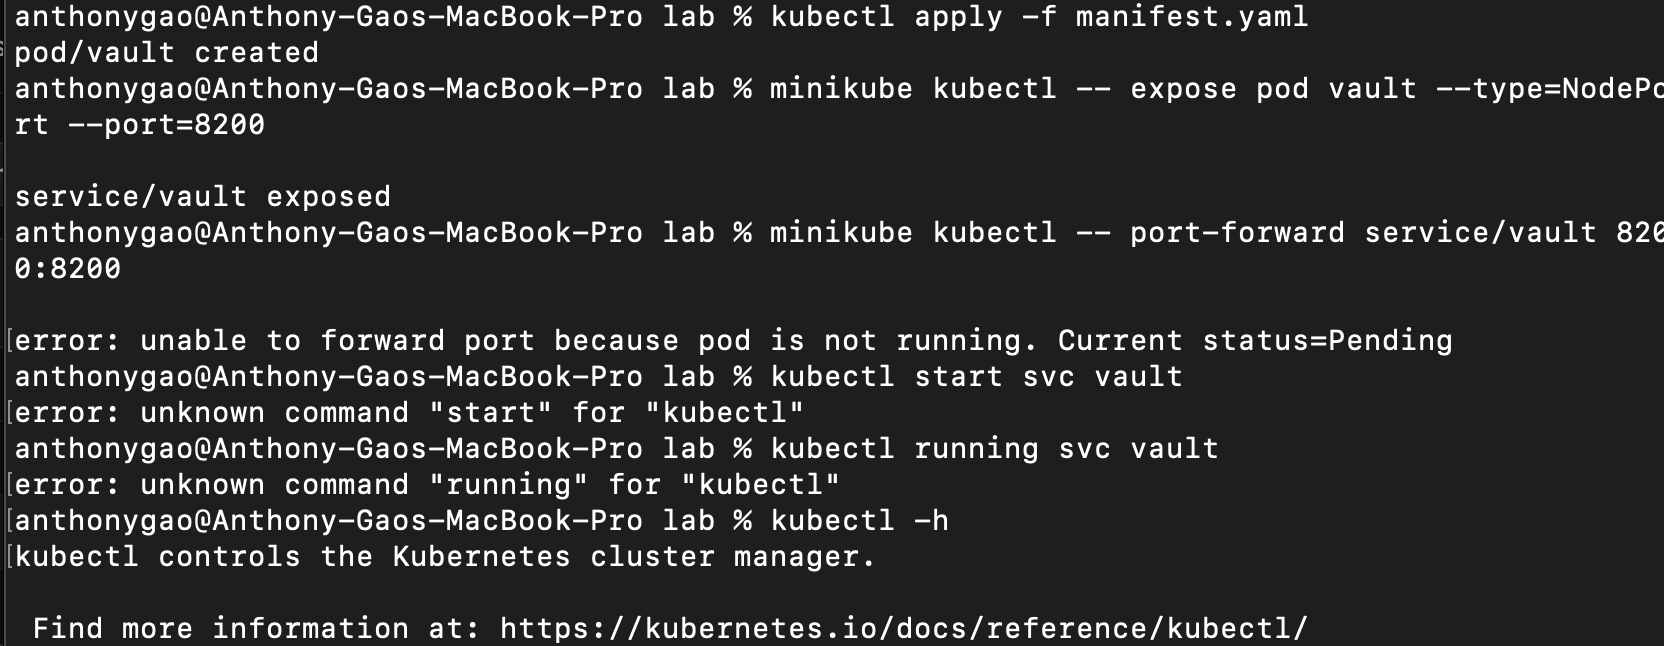 anthonygao@Anthony-Gaos-MacBook-Pro lab % kubectl apply -f manifest.yaml
pod/vault created
anthonygao@Anthony-Gaos-MacBook-Pro lab % minikube kubectl -- expose pod vault --type=NodePo
rt --port=8200
service/vault exposed
anthonygao@Anthony-Gaos-MacBook-Pro lab % minikube kubectl -- port-forward service/vault 820
0:8200
[error: unable to forward port because pod is not running. Current status=Pending
anthonygao@Anthony-Gaos-MacBook-Pro lab % kubectl start svc vault
[error: unknown command "start" for "kubectl"
anthonygao@Anthony-Gaos-MacBook-Pro lab % kubectl running svc vault
[error: unknown command "running" for "kubectl"
[anthonygao@Anthony-Gaos-MacBook-Pro lab % kubectl -h
[kubectl controls the Kubernetes cluster manager.
Find more information at: https://kubernetes.io/docs/reference/kubectl/